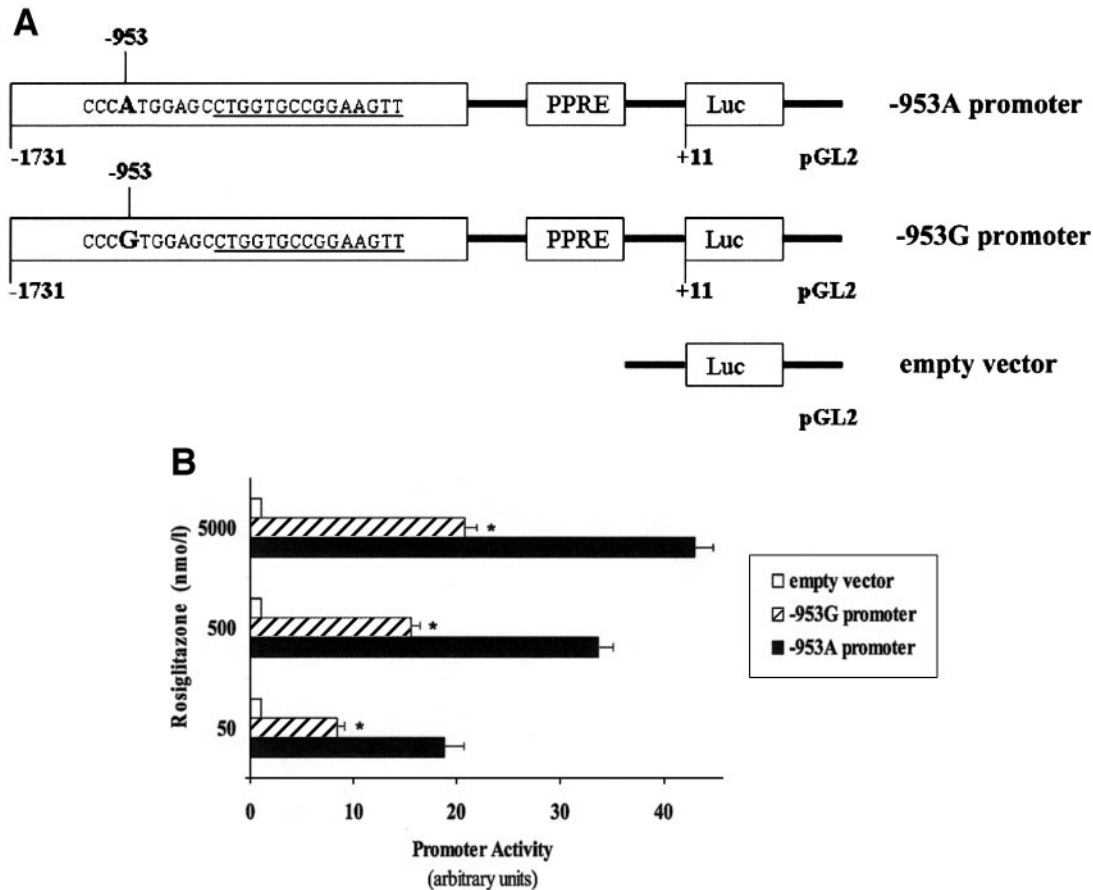 A
-953
CCCATGGAGCCTGGTGCCGGAAGTT
PPRE
Luc
-953A promoter
-1731
+11
pGL2
-953
CCCGTGGAGCCTGGTGCCGGAAGTT
PPRE
Luc
-953G promoter
-1731
+11
pGL2
Luc
empty vector
pGL2
B
Rosiglitazone (nmo/l)
5000
*
500
*
50
*
0 10 20 30 40
Promoter Activity
(arbitrary units)
empty vector
-953G promoter
-953A promoter